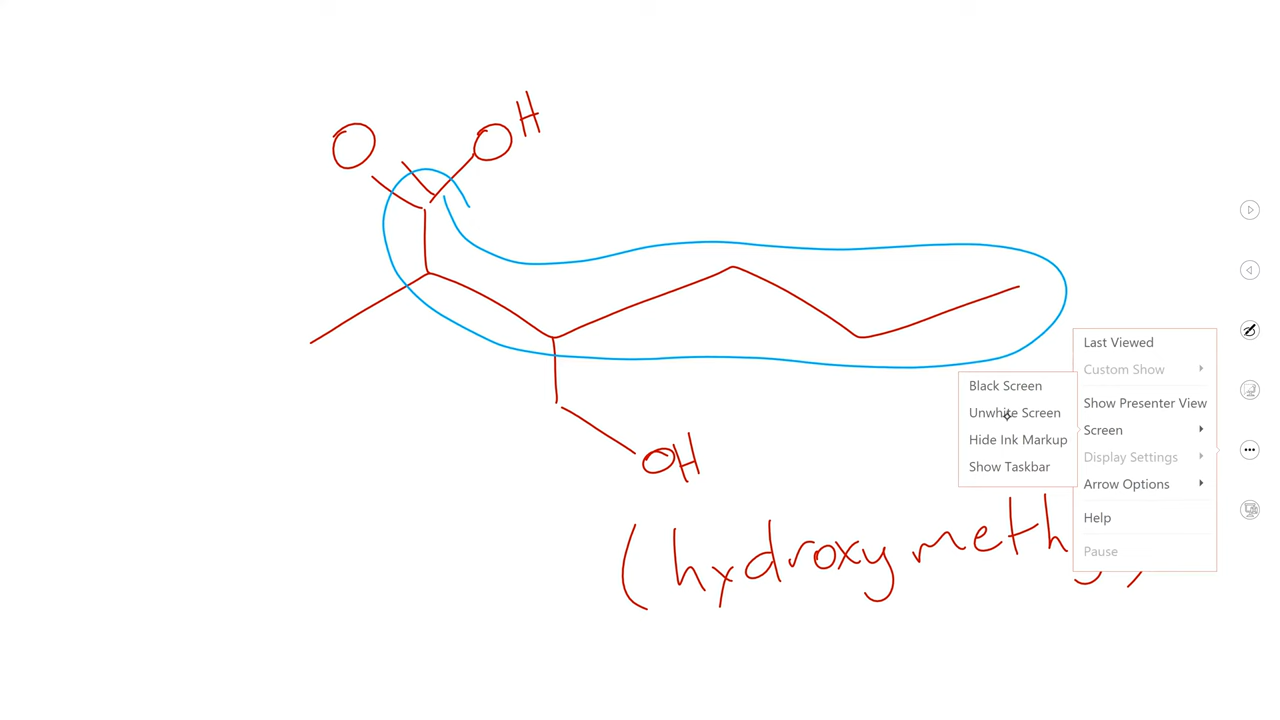 O OH
OH
(hydroxymethyl)
Last Viewed
Custom Show
Show Presenter View
Screen
Display Settings
Arrow Options
Help
Pause
Black Screen
Unwhite Screen
Hide Ink Markup
Show Taskbar